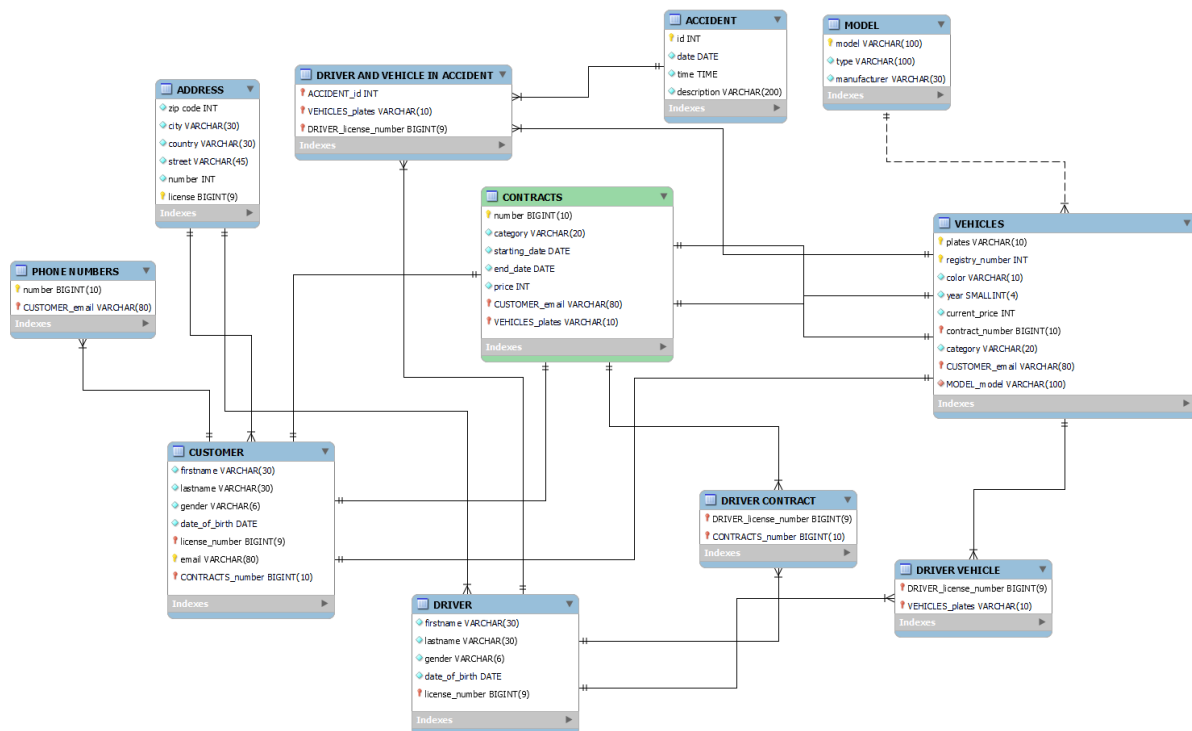 ACCIDENT
id INT
date DATE
time TIME
description VARCHAR(200)
Indexes
MODEL
model VARCHAR(100)
type VARCHAR(100)
manufacturer VARCHAR(30)
Indexes
DRIVER AND VEHICLE IN ACCIDENT
ACCIDENT_id INT
VEHICLES_plates VARCHAR(10)
DRIVER_license_number BIGINT(9)
Indexes
ADDRESS
zip code INT
city VARCHAR(30)
country VARCHAR(30)
street VARCHAR(45)
number INT
license BIGINT(9)
Indexes
CONTRACTS
number BIGINT(10)
category VARCHAR(20)
starting_date DATE
end_date DATE
price INT
CUSTOMER_email VARCHAR(80)
VEHICLES_plates VARCHAR(10)
Indexes
VEHICLES
plates VARCHAR(10)
registry_number INT
color VARCHAR(10)
year SMALLINT(4)
current_price INT
contract_number BIGINT(10)
category VARCHAR(20)
CUSTOMER_email VARCHAR(80)
MODEL_model VARCHAR(100)
Indexes
PHONE NUMBERS
number BIGINT(10)
CUSTOMER_email VARCHAR(80)
Indexes
CUSTOMER
firstname VARCHAR(30)
lastname VARCHAR(30)
gender VARCHAR(6)
date_of_birth DATE
license_number BIGINT(9)
email VARCHAR(80)
CONTRACTS_number BIGINT(10)
Indexes
DRIVER CONTRACT
DRIVER_license_number BIGINT(9)
CONTRACTS_number BIGINT(10)
Indexes
DRIVER VEHICLE
DRIVER_license_number BIGINT(9)
VEHICLES_plates VARCHAR(10)
Indexes
DRIVER
firstname VARCHAR(30)
lastname VARCHAR(30)
gender VARCHAR(6)
date_of_birth DATE
license_number BIGINT(9)
Indexes